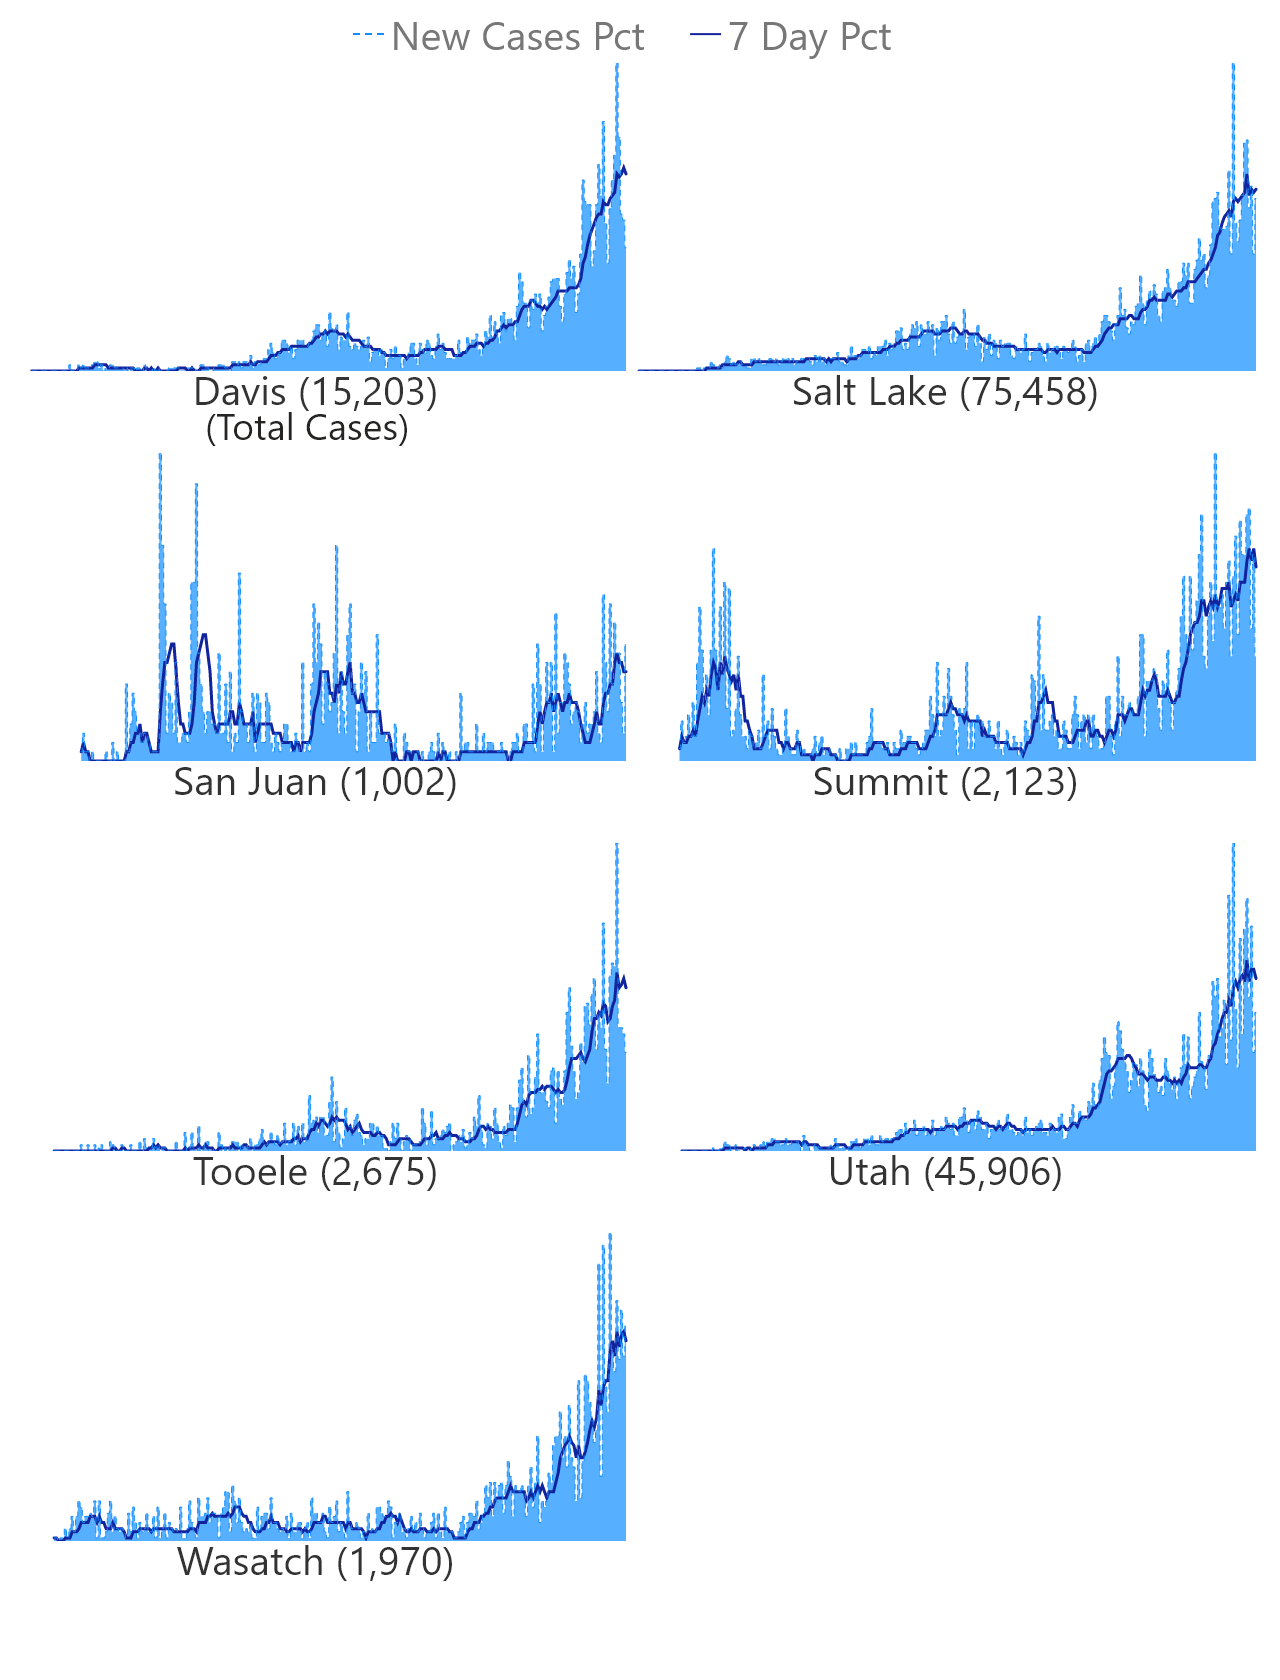 New Cases Pct 7 Day Pct
Davis (15,203)
(Total Cases)
Salt Lake (75,458)
San Juan (1,002)
Summit (2,123)
Tooele (2,675)
Utah (45,906)
Wasatch (1,970)